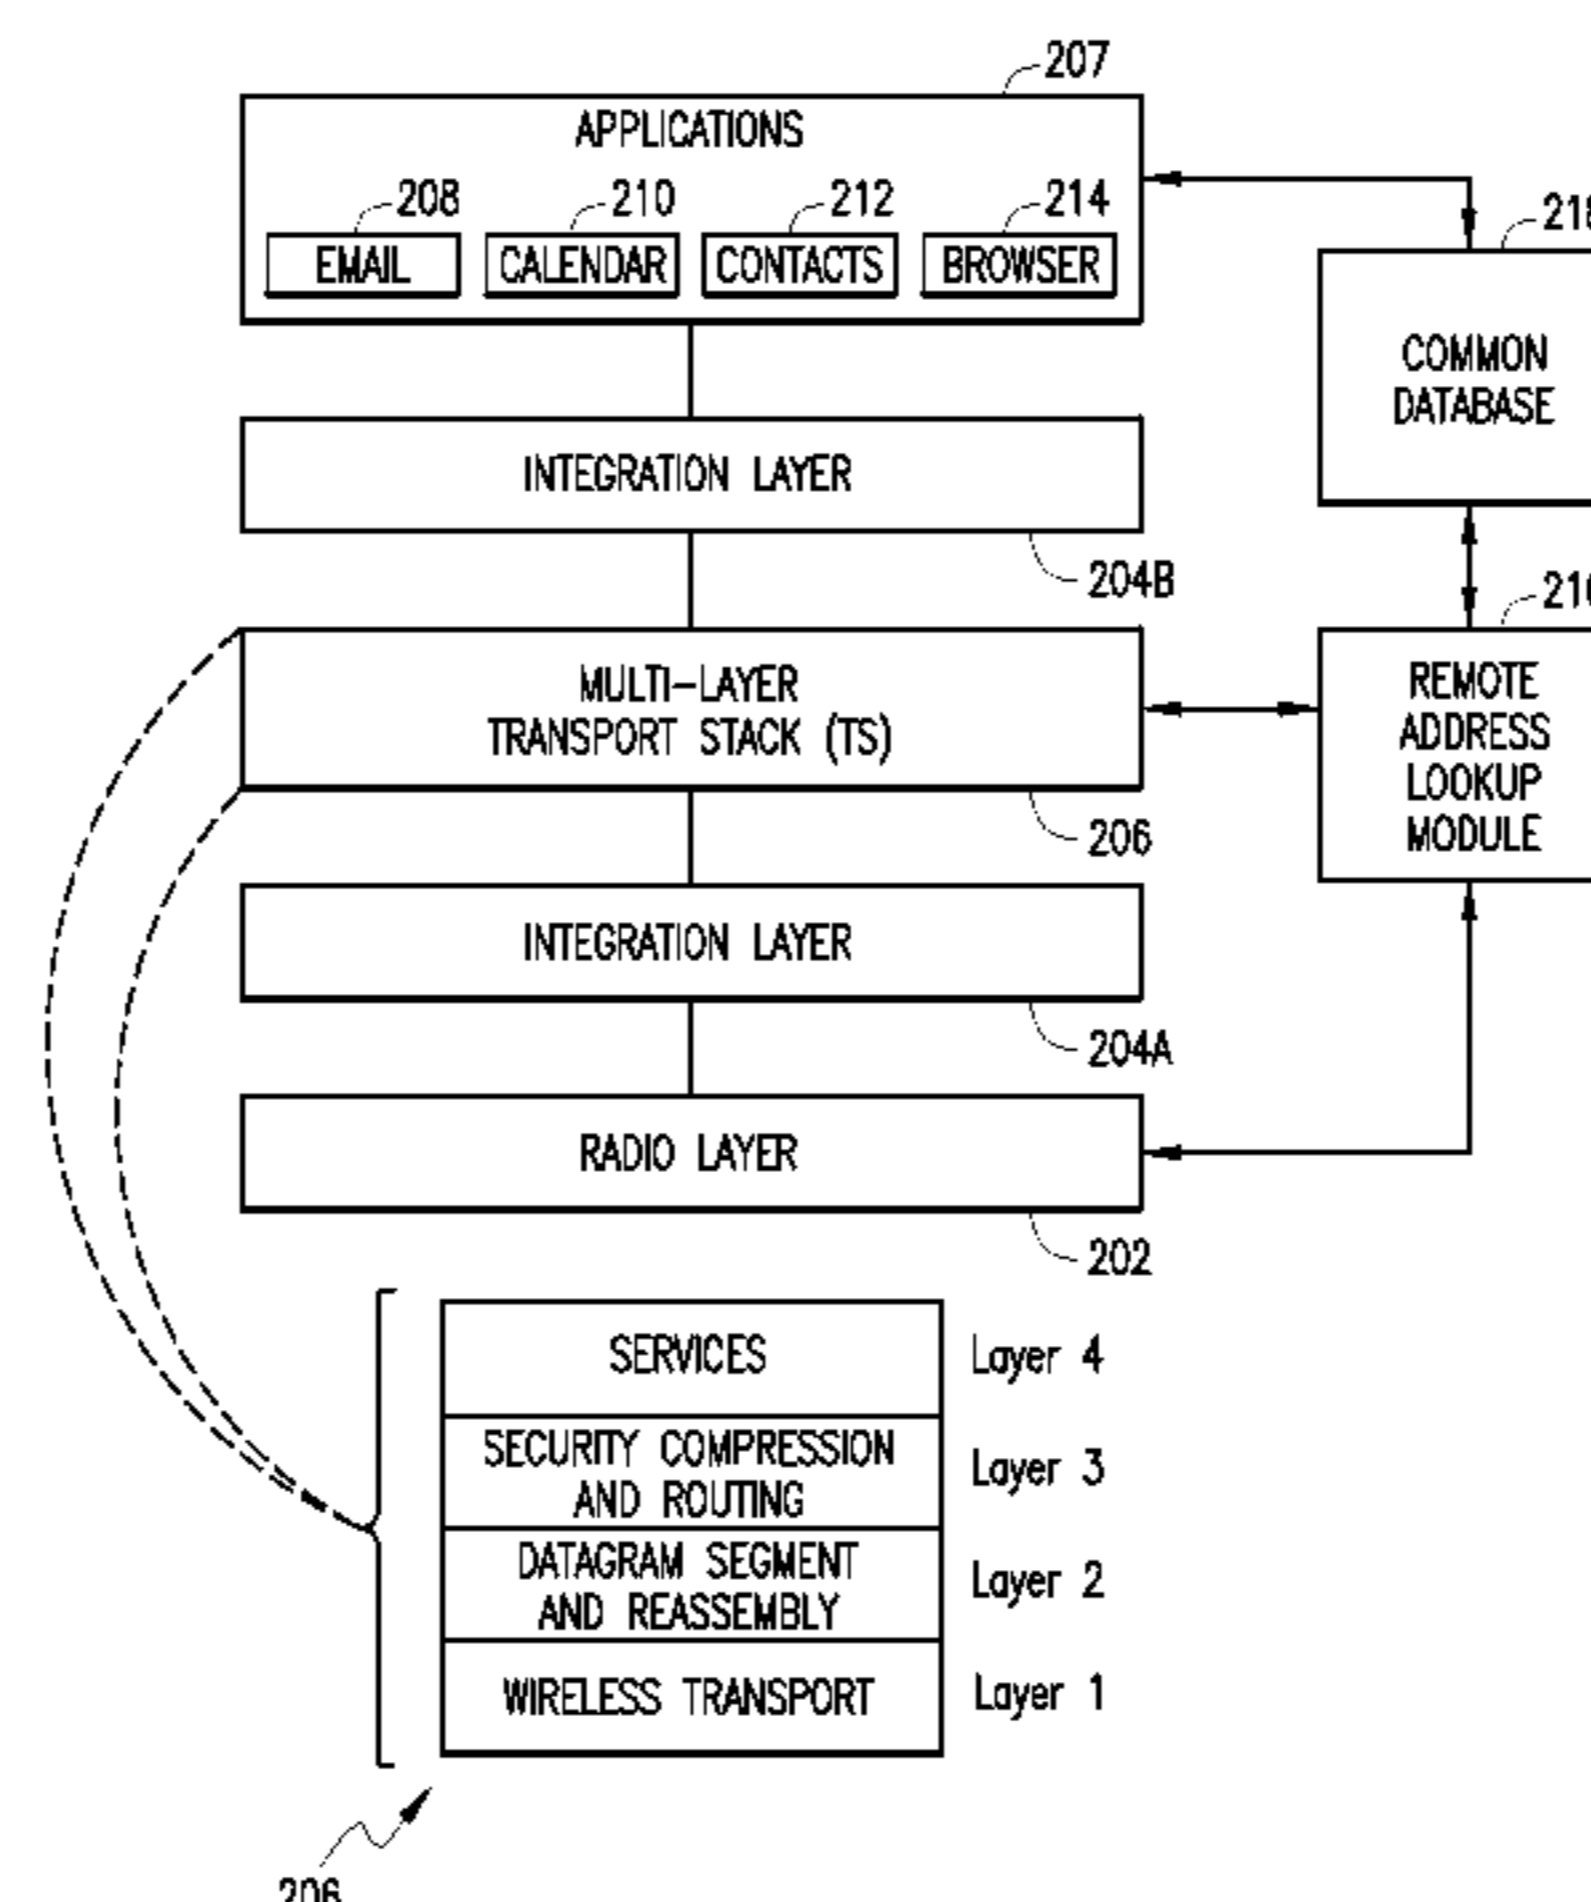 207
APPLICATIONS
208 210 212 214
EMAIL CALENDAR CONTACTS BROWSER
COMMON
DATABASE
INTEGRATION LAYER
204B
MULTI-LAYER
TRANSPORT STACK (TS)
206
REMOTE
ADDRESS
LOOKUP
MODULE
INTEGRATION LAYER
204A
RADIO LAYER
202
SERVICES Layer 4
SECURITY COMPRESSION
AND ROUTING
Layer 3
DATAGRAM SEGMENT
AND REASSEMBLY
Layer 2
WIRELESS TRANSPORT Layer 1
206